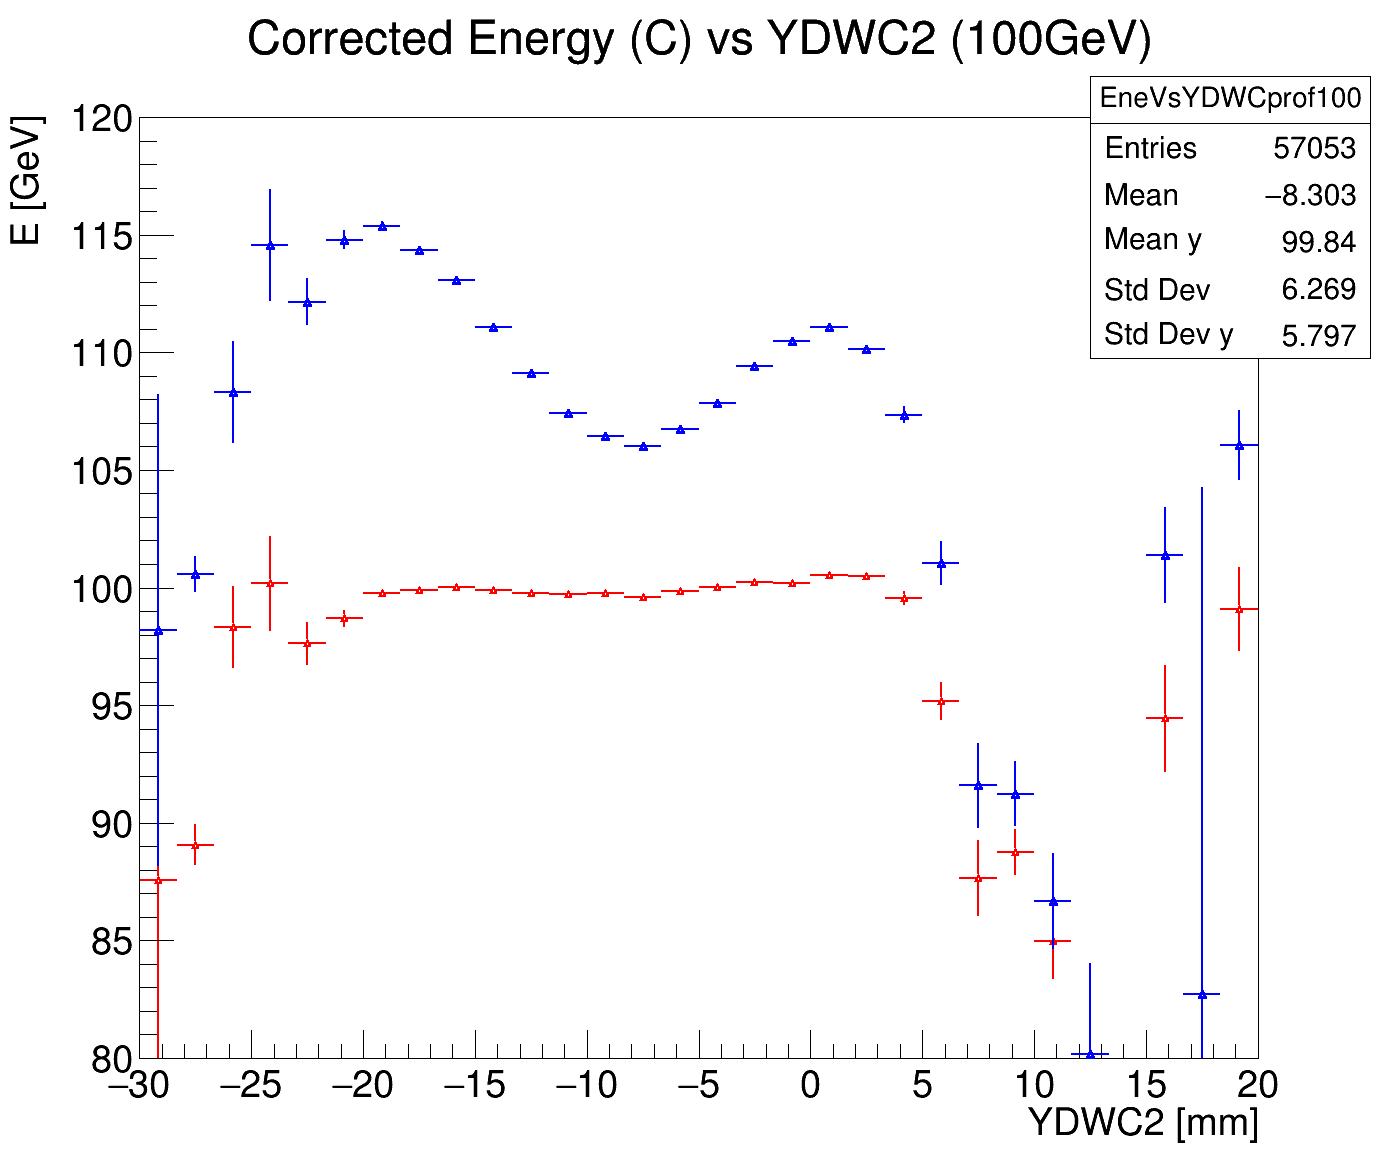 Corrected Energy (C) vs YDWC2 (100GeV)
EneVsYDWCprof100
Entries 57053
Mean −8.303
Mean y 99.84
Std Dev 6.269
Std Dev y 5.797
E [GeV]
120
115
110
105
100
95
90
85
80
−30 −25 −20 −15 −10 −5 0 5 10 15 20
YDWC2 [mm]